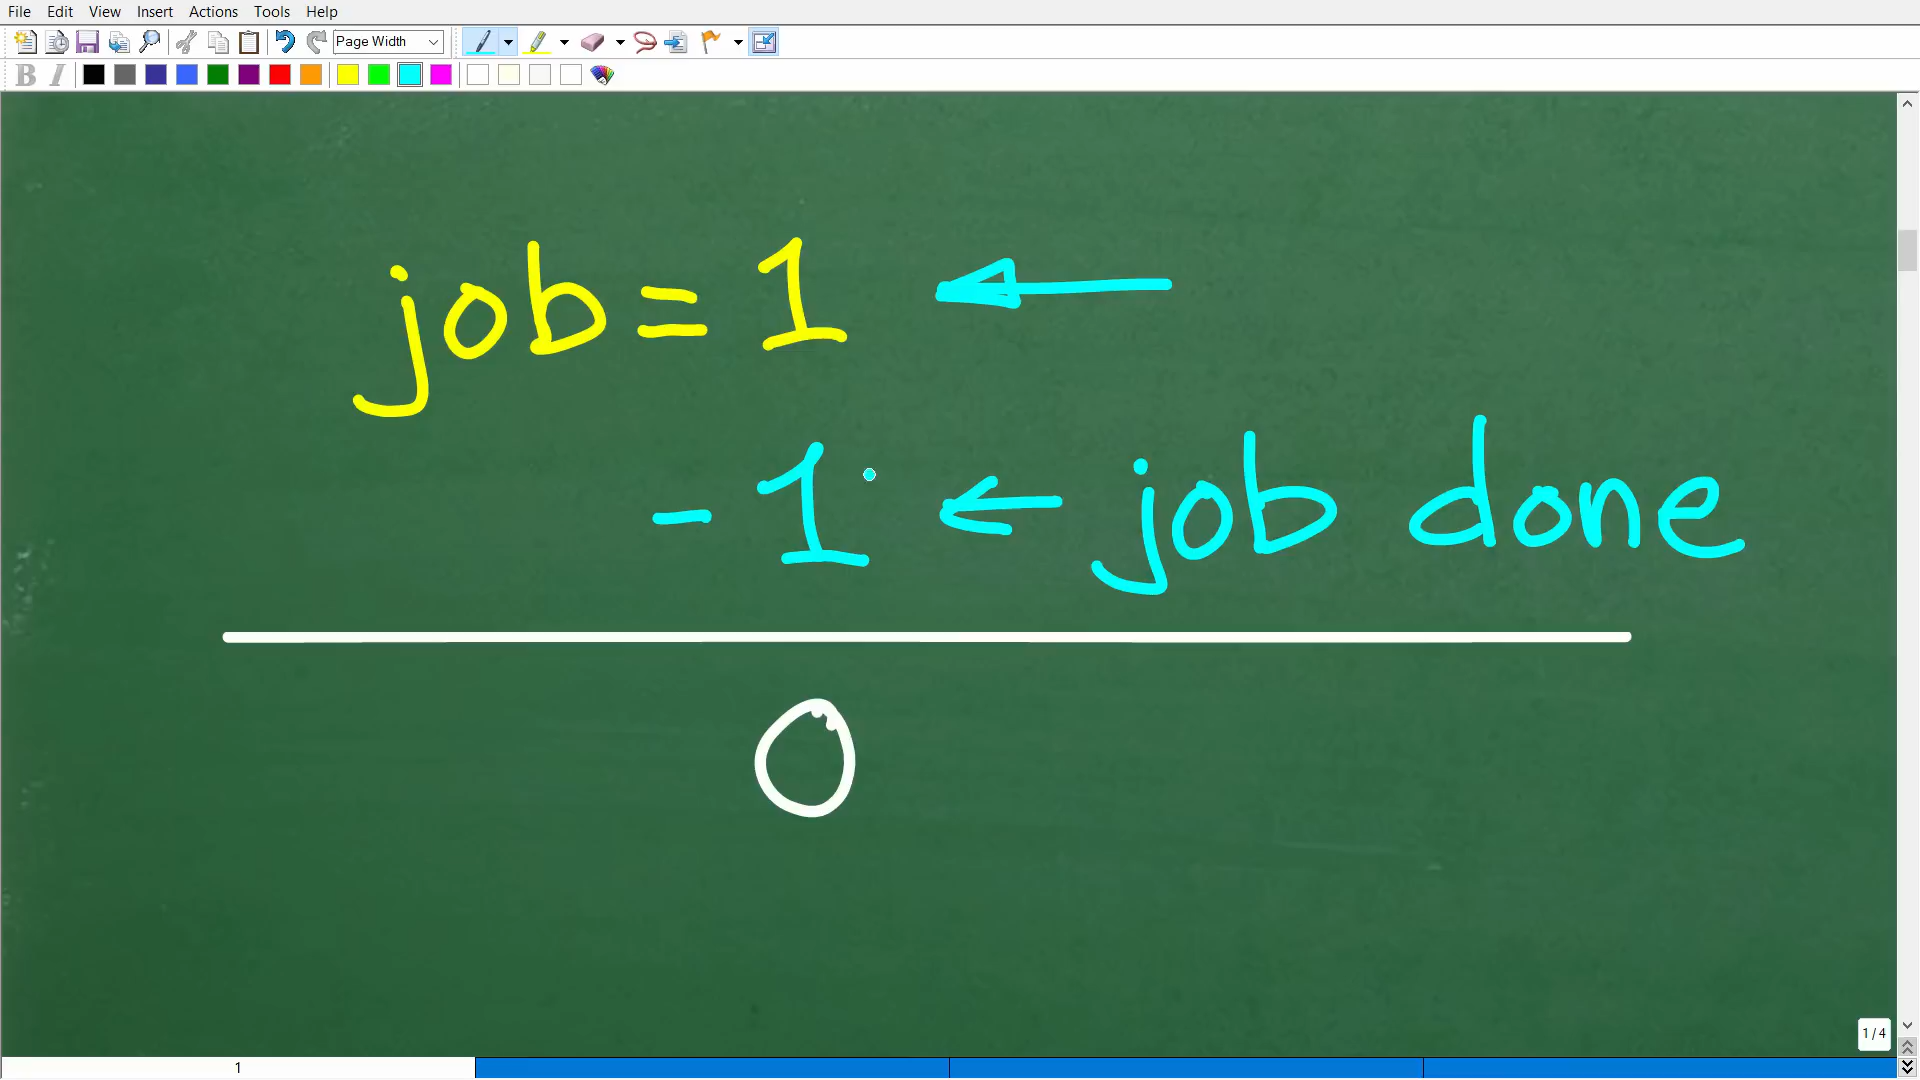 File Edit View Insert Actions Tools Help
Page Width
B I
job = 1 ←
- 1 ← job done
0
1 / 4
1